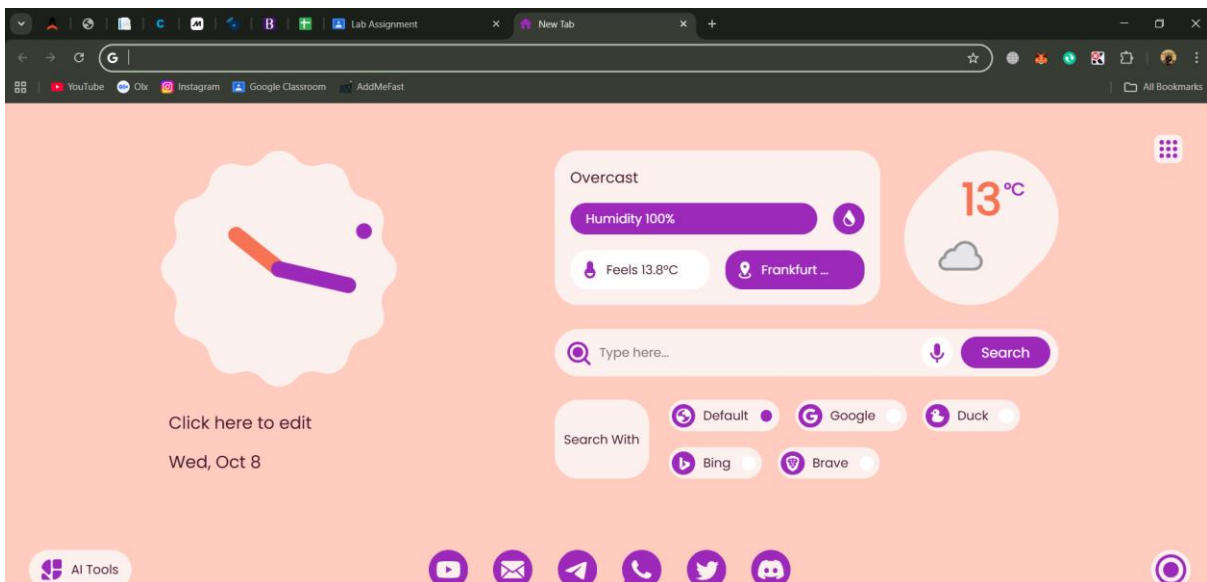 Lab Assignment
New Tab
G
YouTube
Olx
Instagram
Google Classroom
AddMeFast
All Bookmarks
Overcast
Humidity 100%
Feels 13.8°C
Frankfurt ...
13°C
Type here...
Search
Click here to edit
Wed, Oct 8
Search With
Default
Google
Duck
Bing
Brave
AI Tools